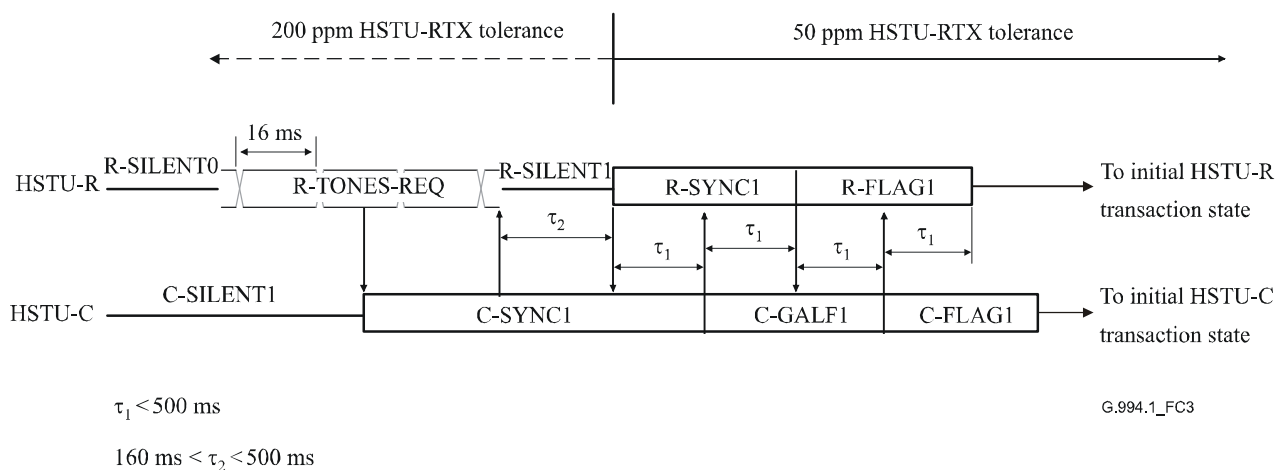 200 ppm HSTU-RTX tolerance
50 ppm HSTU-RTX tolerance
16 ms
R-SILENT0
R-SILENT1
HSTU-R
R-TONES-REQ
R-SYNC1
R-FLAG1
To initial HSTU-R
transaction state
τ2
τ1
τ1
τ1
τ1
C-SILENT1
HSTU-C
C-SYNC1
C-GALF1
C-FLAG1
To initial HSTU-C
transaction state
τ1 < 500 ms
G.994.1_FC3
160 ms < τ2 < 500 ms